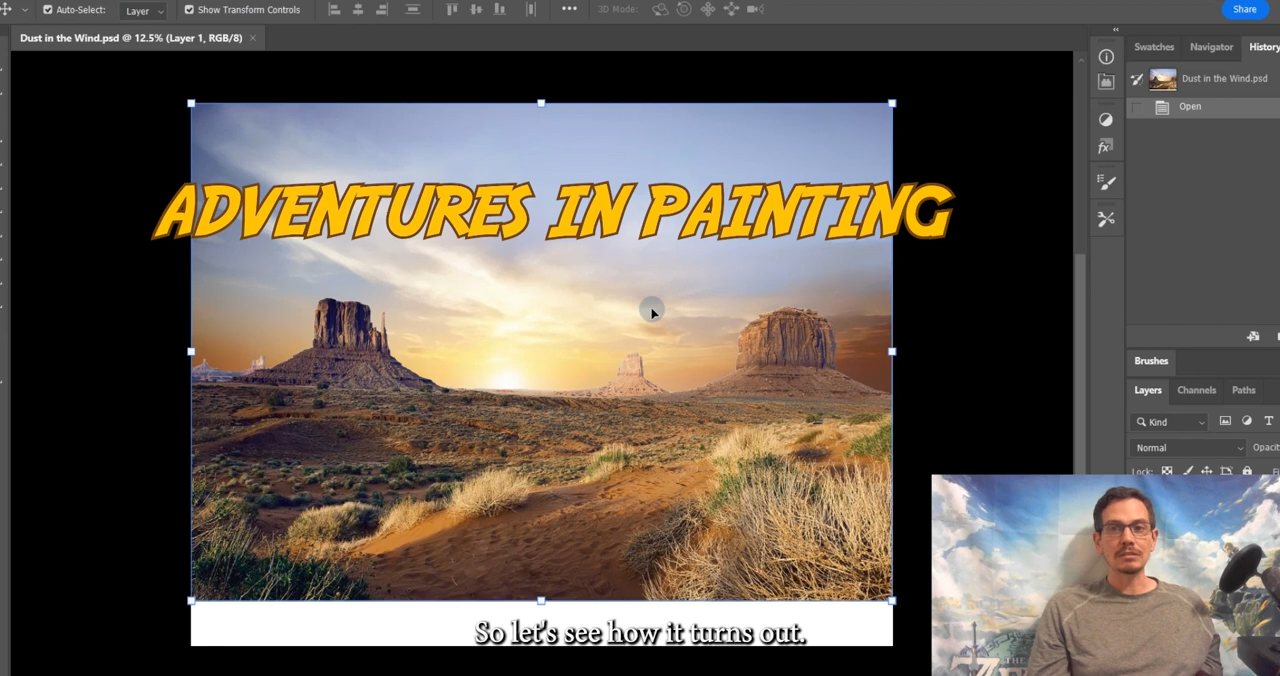 Auto-Select:
Layer
Show Transform Controls
3D Mode:
Share
Dust in the Wind.psd @ 12.5% (Layer 1, RGB/8)
Swatches
Navigator
History
Dust in the Wind.psd
Open
ADVENTURES IN PAINTING
Brushes
Layers
Channels
Paths
Kind
Normal
Lock:
So let's see how it turns out.
THE